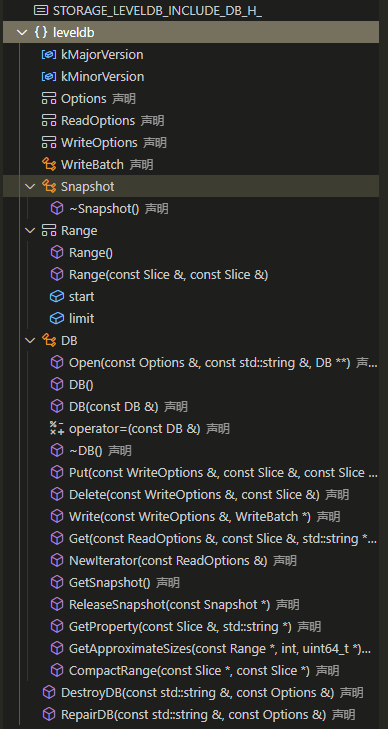 STORAGE_LEVELDB_INCLUDE_DB_H_
{} leveldb
kMajorVersion
kMinorVersion
Options 声明
ReadOptions 声明
WriteOptions 声明
WriteBatch 声明
Snapshot
~Snapshot() 声明
Range
Range()
Range(const Slice &, const Slice &)
start
limit
DB
Open(const Options &, const std::string &, DB **) 声...
DB()
DB(const DB &) 声明
operator=(const DB &) 声明
~DB() 声明
Put(const WriteOptions &, const Slice &, const Slice ...
Delete(const WriteOptions &, const Slice &) 声明
Write(const WriteOptions &, WriteBatch *) 声明
Get(const ReadOptions &, const Slice &, std::string *...
NewIterator(const ReadOptions &) 声明
GetSnapshot() 声明
ReleaseSnapshot(const Snapshot *) 声明
GetProperty(const Slice &, std::string *) 声明
GetApproximateSizes(const Range *, int, uint64_t *)...
CompactRange(const Slice *, const Slice *) 声明
DestroyDB(const std::string &, const Options &) 声明
RepairDB(const std::string &, const Options &) 声明